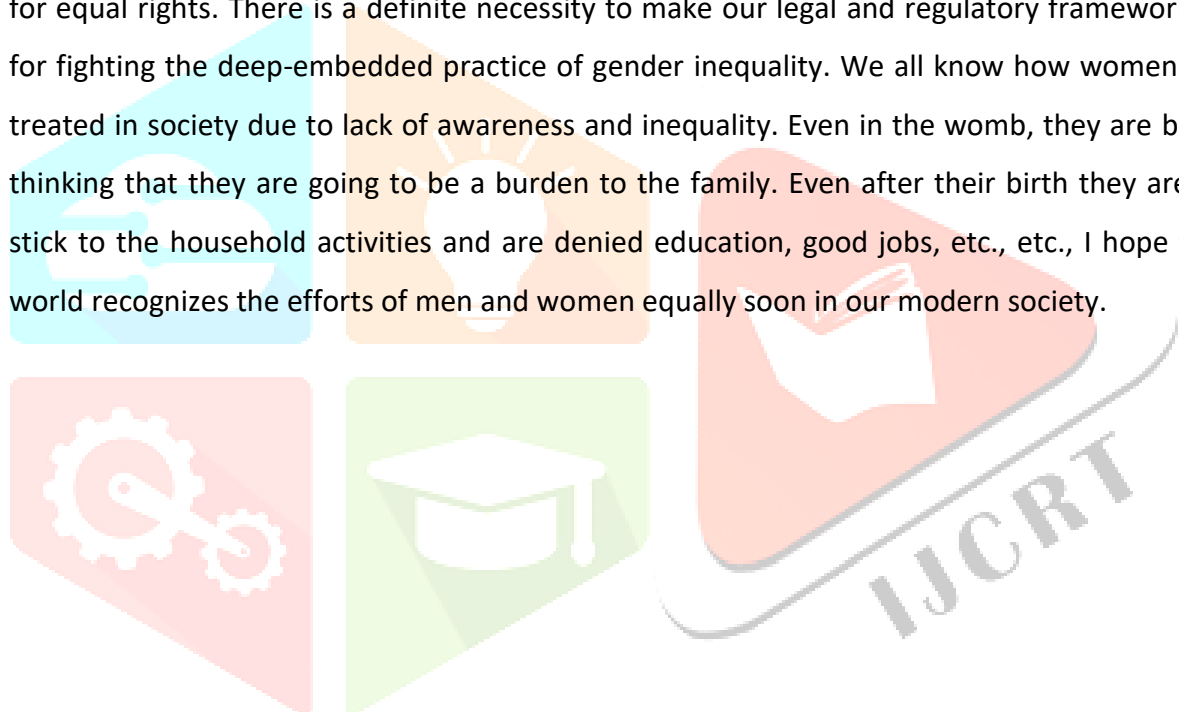 for equal rights. There is a definite necessity to make our legal and regulatory framewor
for fighting the deep-embedded practice of gender inequality. We all know how women
treated in society due to lack of awareness and inequality. Even in the womb, they are b
thinking that they are going to be a burden to the family. Even after their birth they are
stick to the household activities and are denied education, good jobs, etc., etc., I hope
world recognizes the efforts of men and women equally soon in our modern society.
IJCRT